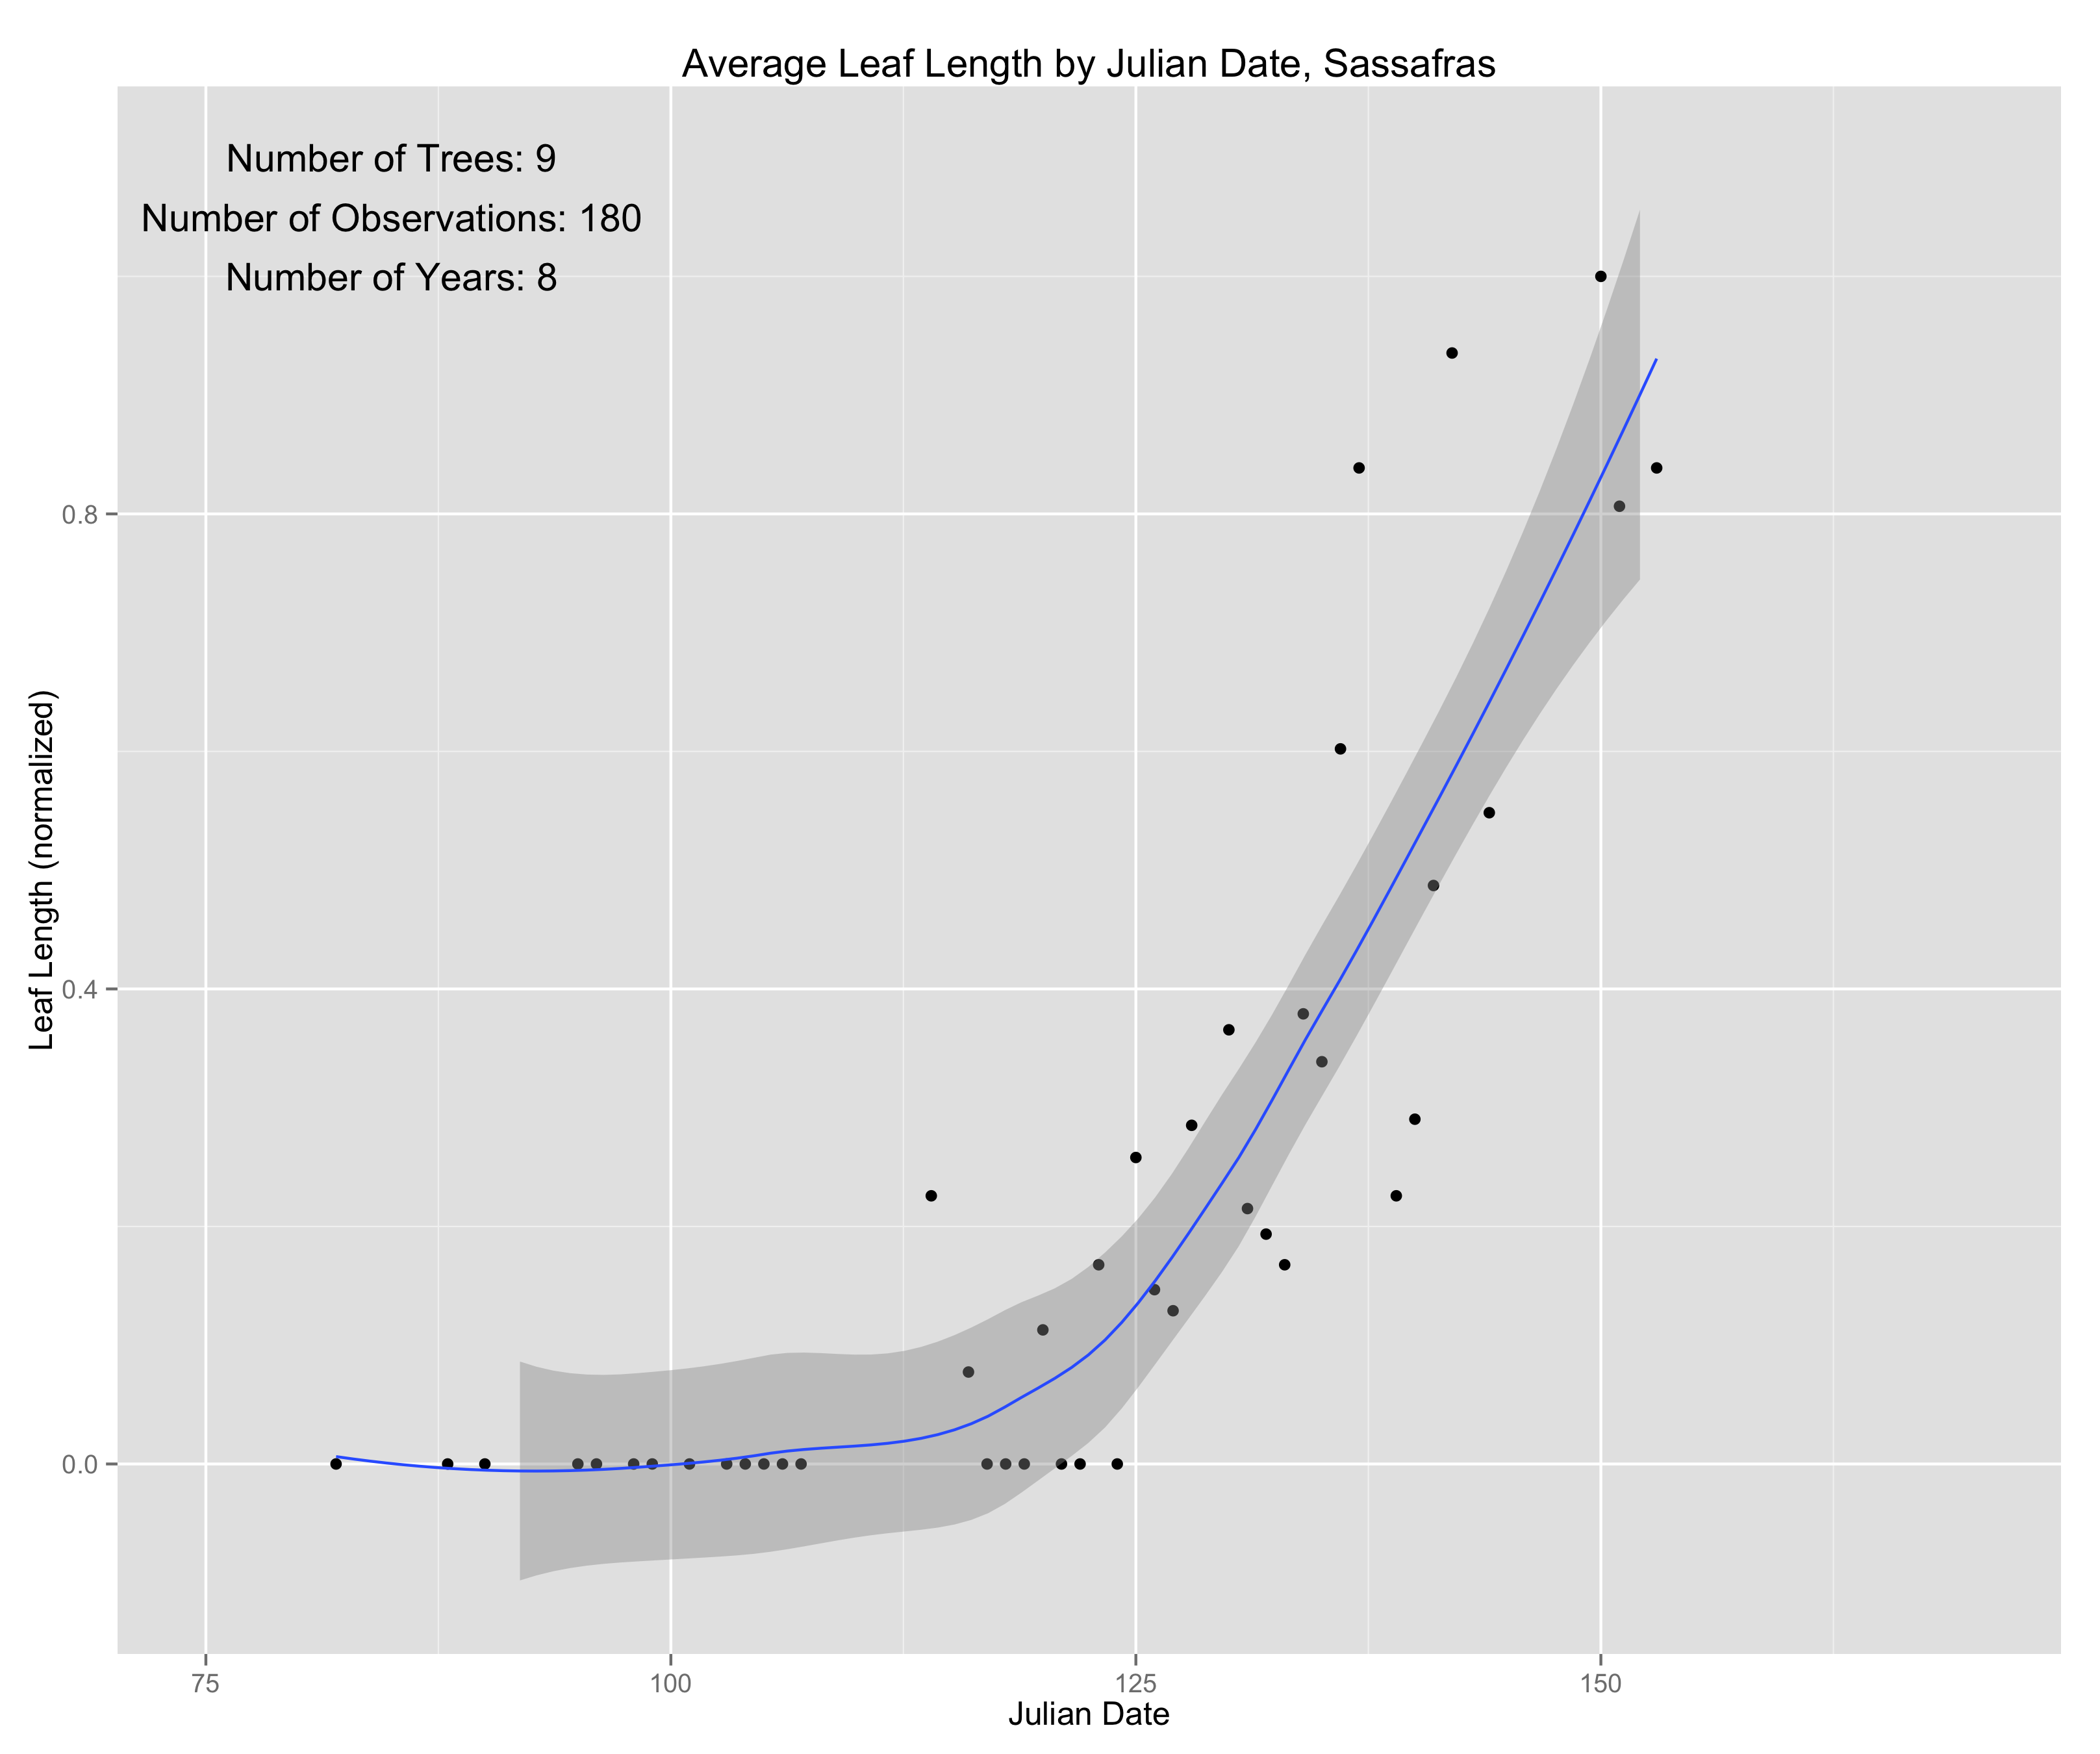 Average Leaf Length by Julian Date, Sassafras
Number of Trees: 9
Number of Observations: 180
Number of Years: 8
Leaf Length (normalized)
0.8
0.4
0.0
75 100 125 150
Julian Date